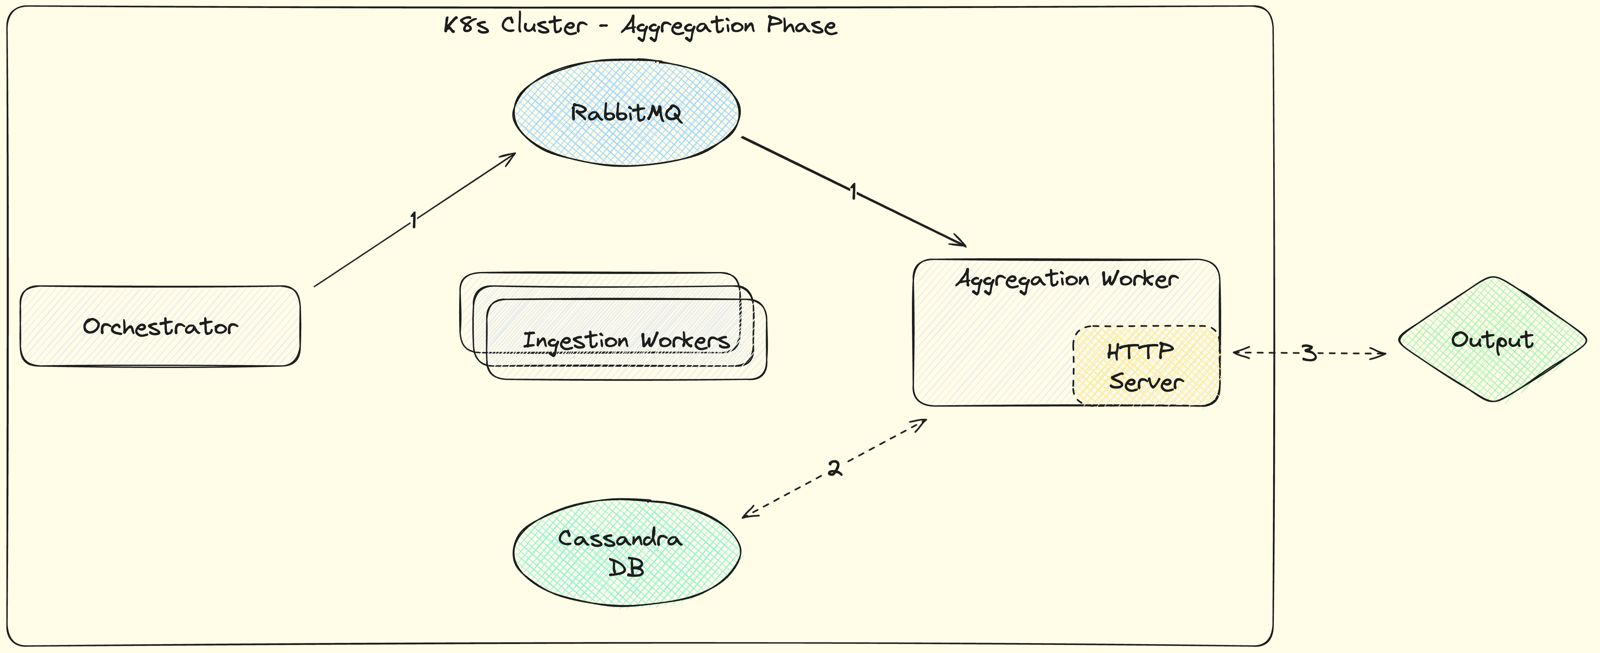 K8s Cluster - Aggregation Phase
RabbitMQ
1
1
Orchestrator
Ingestion Workers
Aggregation Worker
HTTP
Server
3
Output
2
Cassandra
DB